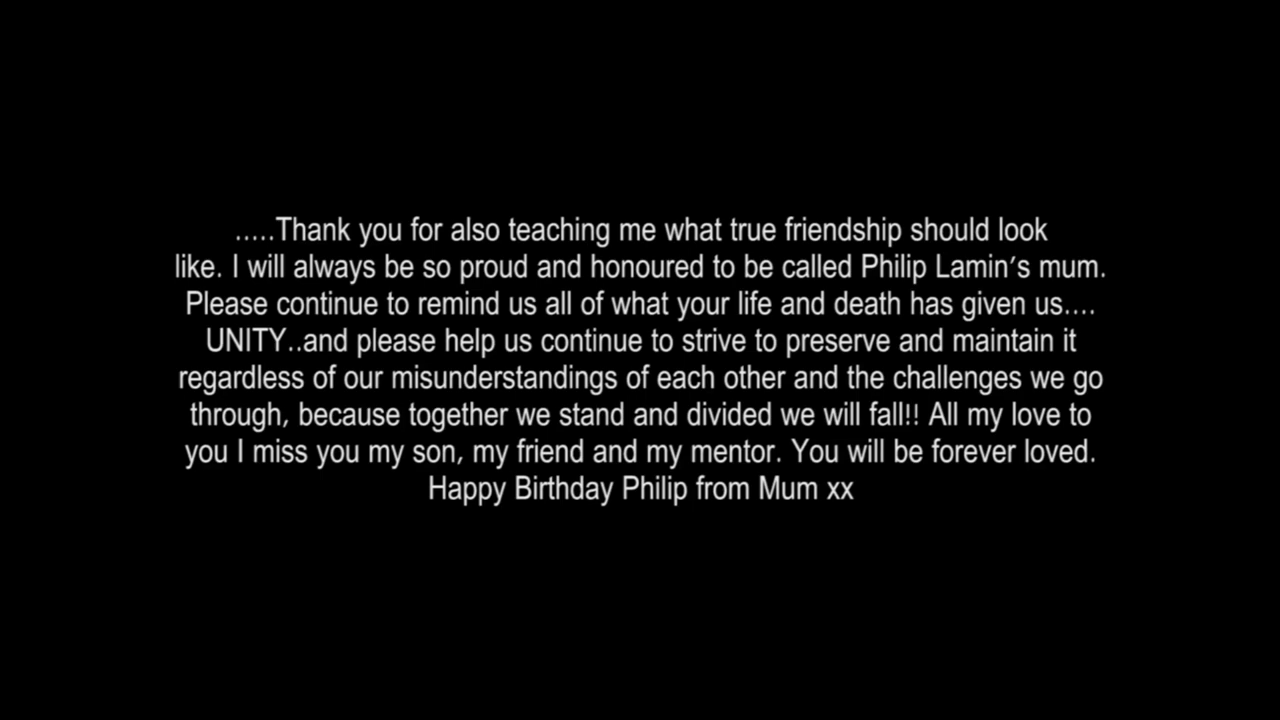 .....Thank you for also teaching me what true friendship should look
like. I will always be so proud and honoured to be called Philip Lamin's mum.
Please continue to remind us all of what your life and death has given us....
UNITY..and please help us continue to strive to preserve and maintain it
regardless of our misunderstandings of each other and the challenges we go
through, because together we stand and divided we will fall!! All my love to
you I miss you my son, my friend and my mentor. You will be forever loved.
Happy Birthday Philip from Mum xx